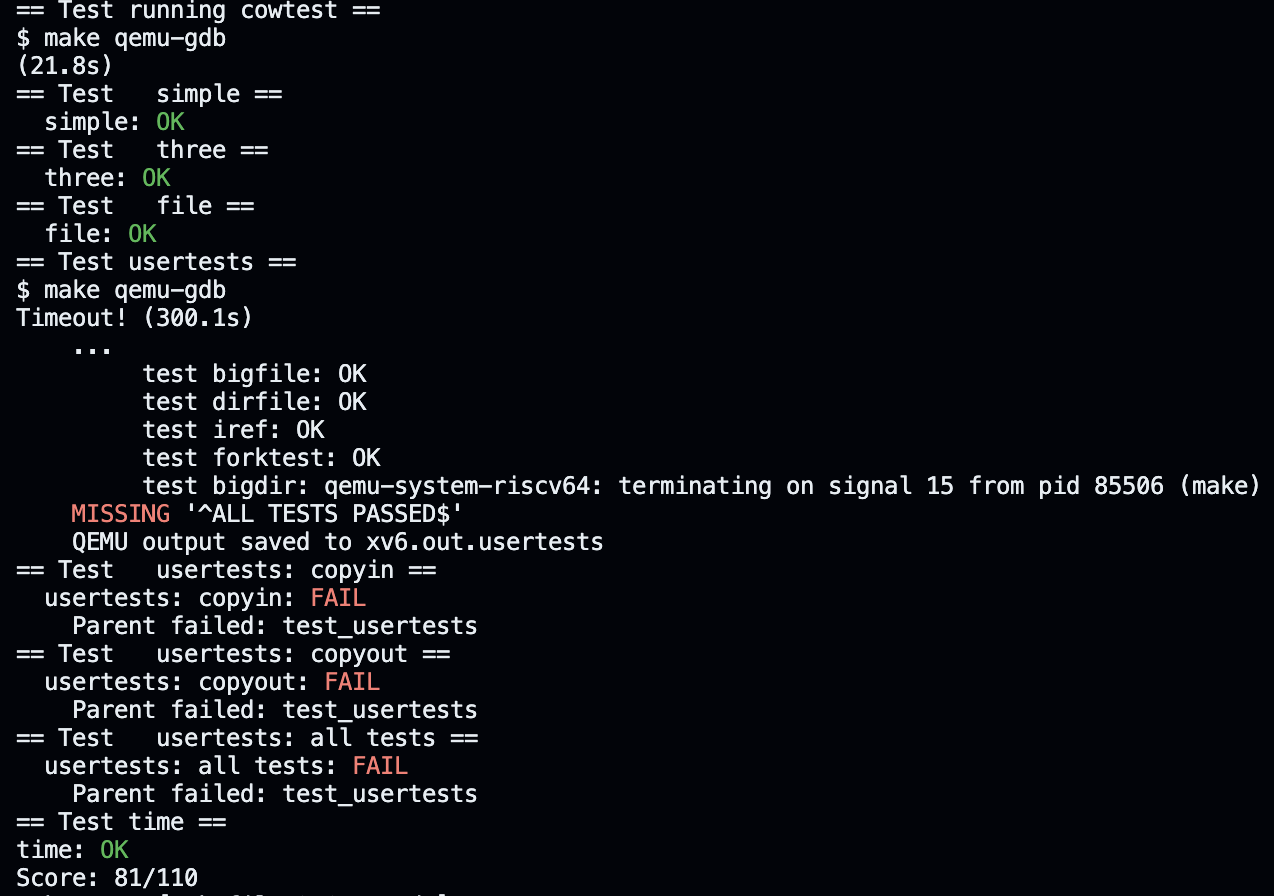 == Test running cowtest ==
$ make qemu-gdb
(21.8s)
== Test   simple ==
  simple: OK
== Test   three ==
  three: OK
== Test   file ==
  file: OK
== Test usertests ==
$ make qemu-gdb
Timeout! (300.1s)
    ...
         test bigfile: OK
         test dirfile: OK
         test iref: OK
         test forktest: OK
         test bigdir: qemu-system-riscv64: terminating on signal 15 from pid 85506 (make)
    MISSING '^ALL TESTS PASSED$'
    QEMU output saved to xv6.out.usertests
== Test   usertests: copyin ==
  usertests: copyin: FAIL
    Parent failed: test_usertests
== Test   usertests: copyout ==
  usertests: copyout: FAIL
    Parent failed: test_usertests
== Test   usertests: all tests ==
  usertests: all tests: FAIL
    Parent failed: test_usertests
== Test time ==
time: OK
Score: 81/110